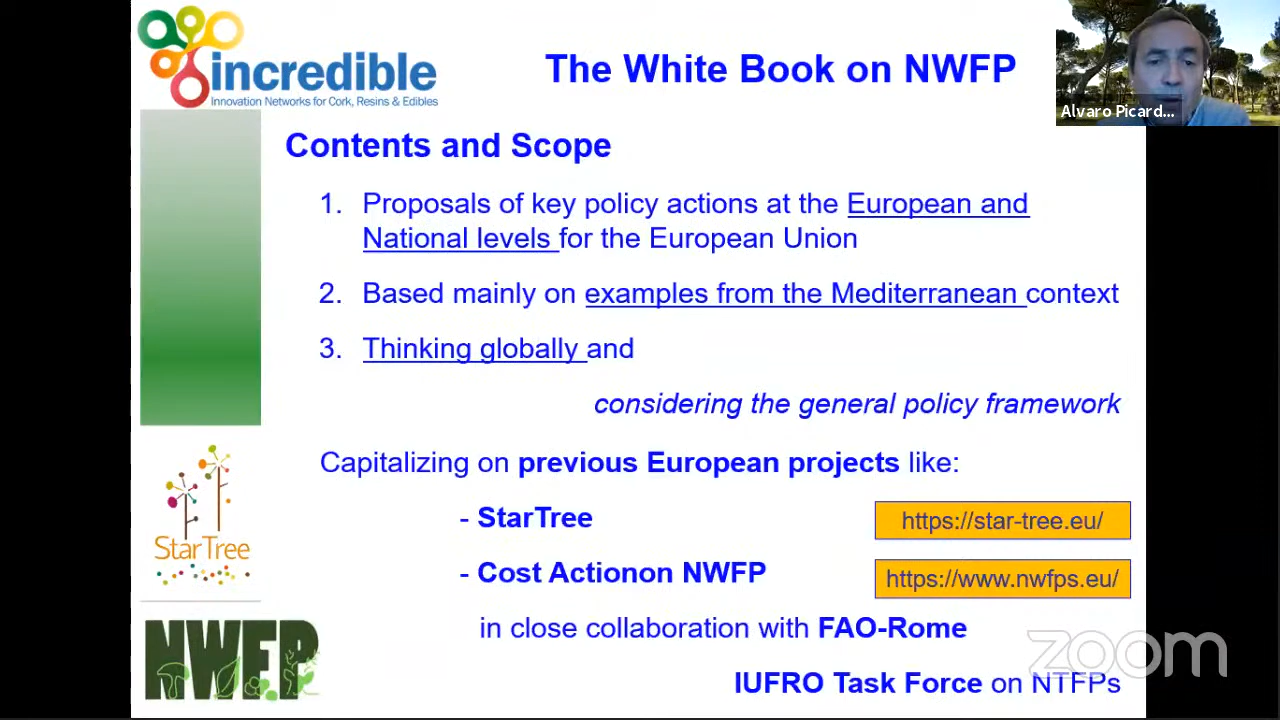 incredible
Innovation Networks for Cork, Resins & Edibles
The White Book on NWFP
Alvaro Picard...
Contents and Scope
1. Proposals of key policy actions at the European and
National levels for the European Union
2. Based mainly on examples from the Mediterranean context
3. Thinking globally and
considering the general policy framework
Capitalizing on previous European projects like:
- StarTree
https://star-tree.eu/
- Cost Actionon NWFP
https://www.nwfps.eu/
in close collaboration with FAO-Rome
IUFRO Task Force on NTFPs
StarTree
NWFP
zoom